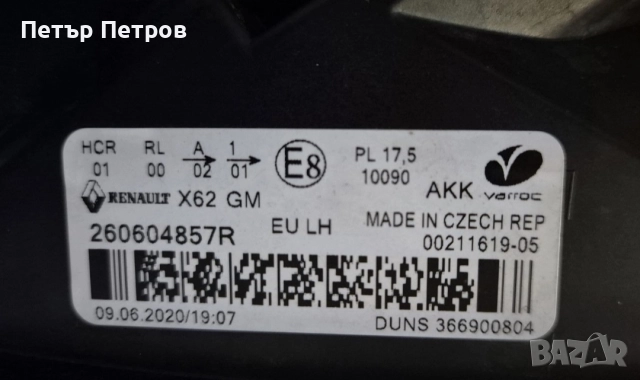 Петър Петров
HCR RL A 1 E8 PL 17,5
01 00 02 01 10090 AKK varroc
RENAULT X62 GM MADE IN CZECH REP
260604857R EU LH 00211619-05
09.06.2020/19:07 DUNS 366900804
BAZAR